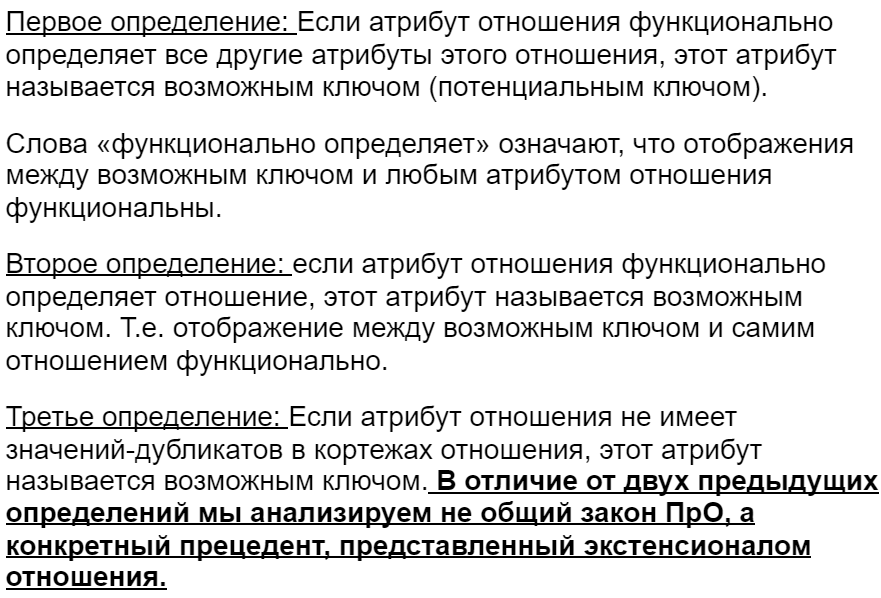 Первое определение: Если атрибут отношения функционально
определяет все другие атрибуты этого отношения, этот атрибут
называется возможным ключом (потенциальным ключом).
Слова «функционально определяет» означают, что отображения
между возможным ключом и любым атрибутом отношения
функциональны.
Второе определение: если атрибут отношения функционально
определяет отношение, этот атрибут называется возможным
ключом. Т.е. отображение между возможным ключом и самим
отношением функционально.
Третье определение: Если атрибут отношения не имеет
значений-дубликатов в кортежах отношения, этот атрибут
называется возможным ключом. В отличие от двух предыдущих
определений мы анализируем не общий закон ПрО, а
конкретный прецедент, представленный экстенсионалом
отношения.